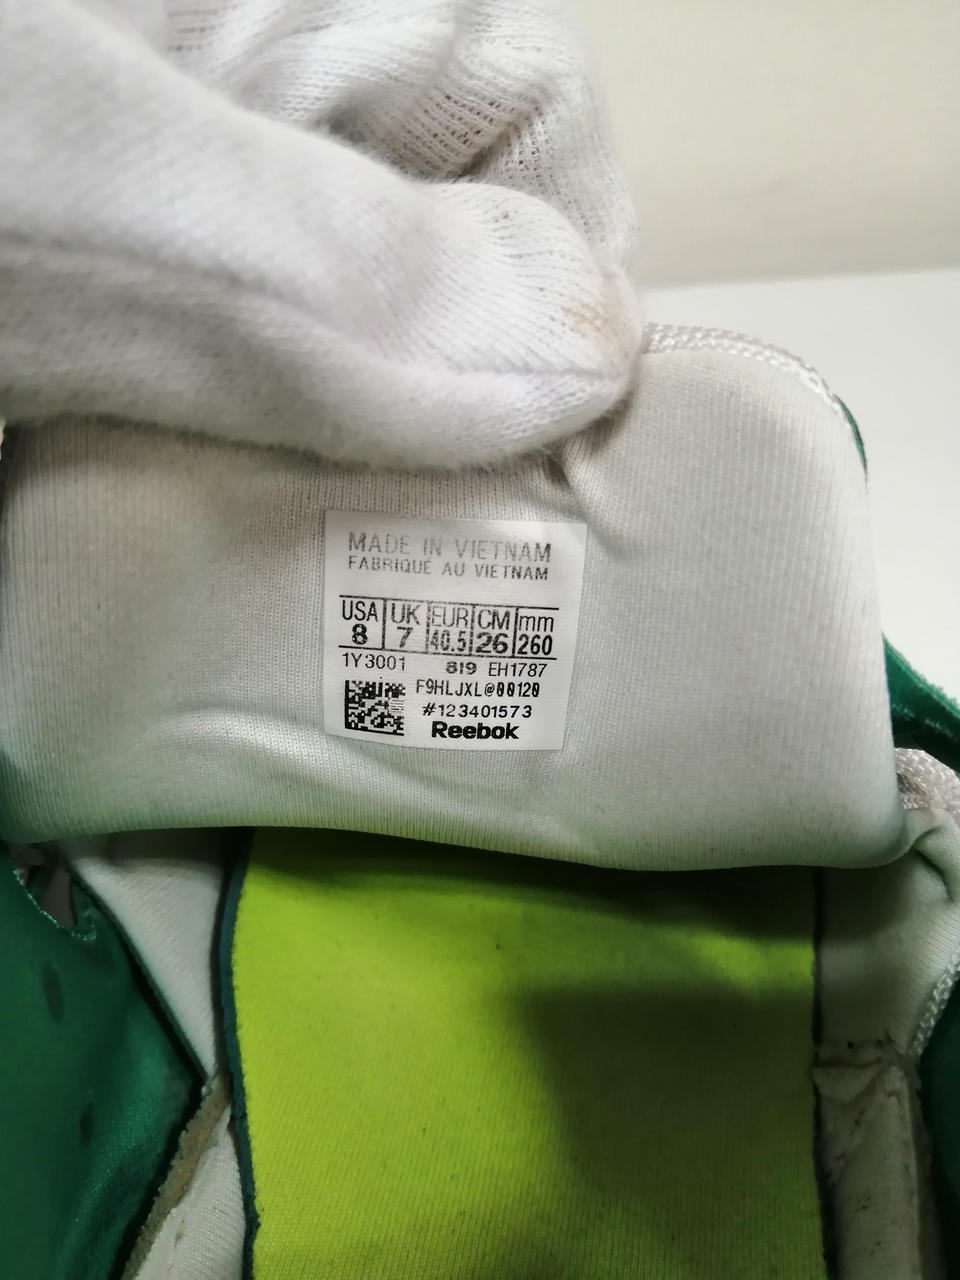 MADE IN VIETNAM
FABRIQUÉ AU VIETNAM
USA UK EUR CM mm
8 7 40.5 26 260
1Y3001 819 EH1787
F9HLJXL@00120
#123401573
Reebok